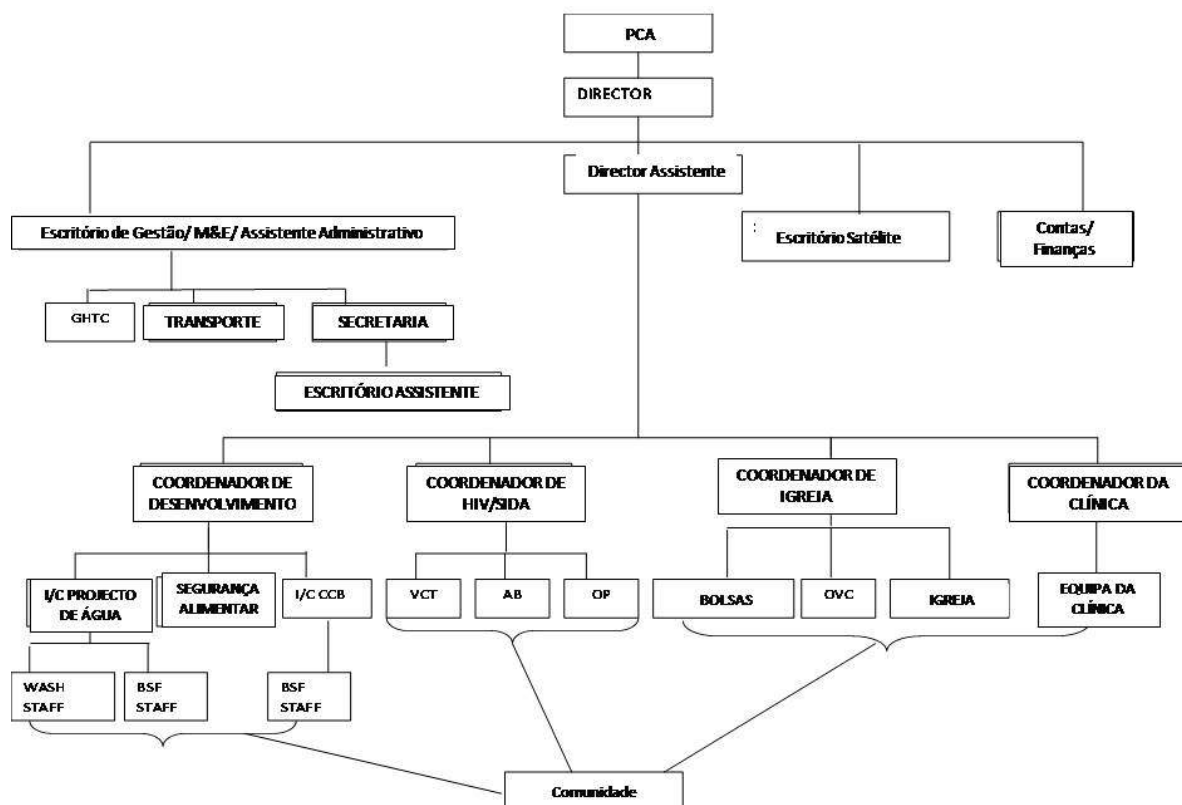 PCA
DIRECTOR
Director Assistente
Escritório de Gestão/ M&E/ Assistente Administrativo
:
Escritório Satélite
Contas/
Finanças
GHTC
TRANSPORTE
SECRETARIA
ESCRITÓRIO ASSISTENTE
COORDENADOR DE
DESENVOLVIMENTO
COORDENADOR DE
HIV/SIDA
COORDENADOR DE
IGREJA
COORDENADOR DA
CLÍNICA
I/C PROJECTO
DE ÁGUA
SEGURANÇA
ALIMENTAR
I/C CCB
VCT
AB
OP
BOLSAS
OVC
IGREJA
EQUIPA DA
CLÍNICA
WASH
STAFF
BSF
STAFF
BSF
STAFF
Comunidade